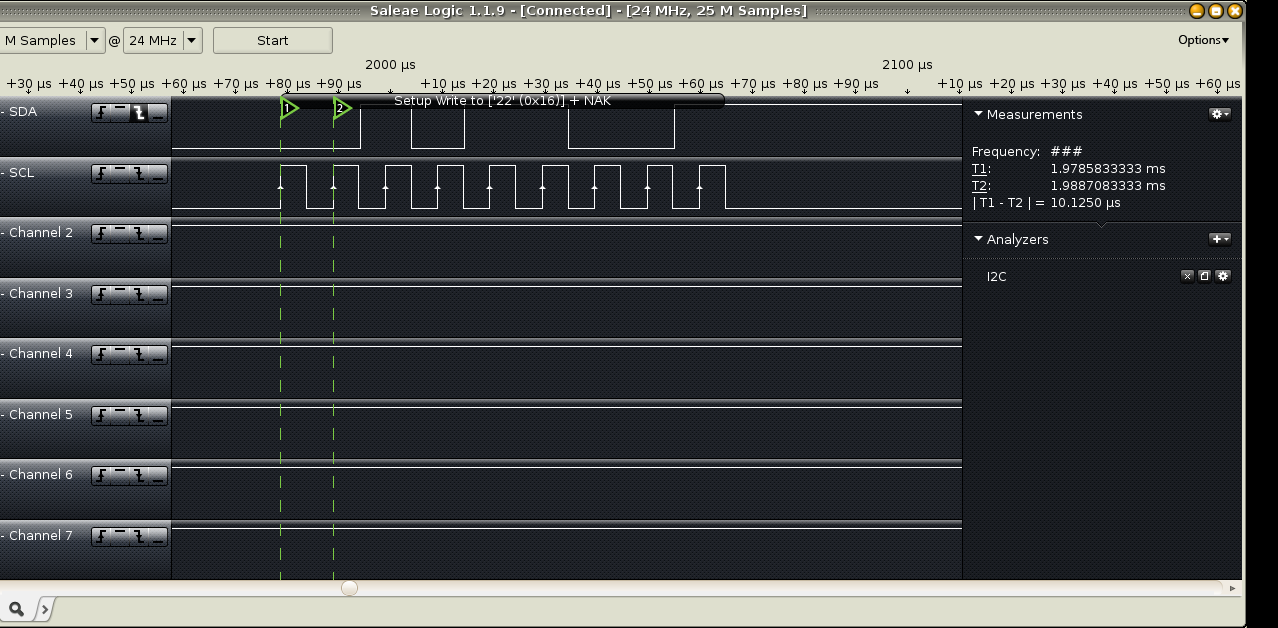 Saleae Logic 1.1.9 - [Connected] - [24 MHz, 25 M Samples]
M Samples @ 24 MHz Start Options
2000 µs 2100 µs
+30 µs +40 µs +50 µs +60 µs +70 µs +80 µs +90 µs +10 µs +20 µs +30 µs +40 µs +50 µs +60 µs +70 µs +80 µs +90 µs +10 µs +20 µs +30 µs +40 µs +50 µs +60 µs
- SDA
1 2
Setup Write to ['22' (0x16)] + NAK
- SCL
- Channel 2
- Channel 3
- Channel 4
- Channel 5
- Channel 6
- Channel 7
Measurements
Frequency: ###
T1: 1.9785833333 ms
T2: 1.9887083333 ms
| T1 - T2 | = 10.1250 µs
Analyzers
I2C